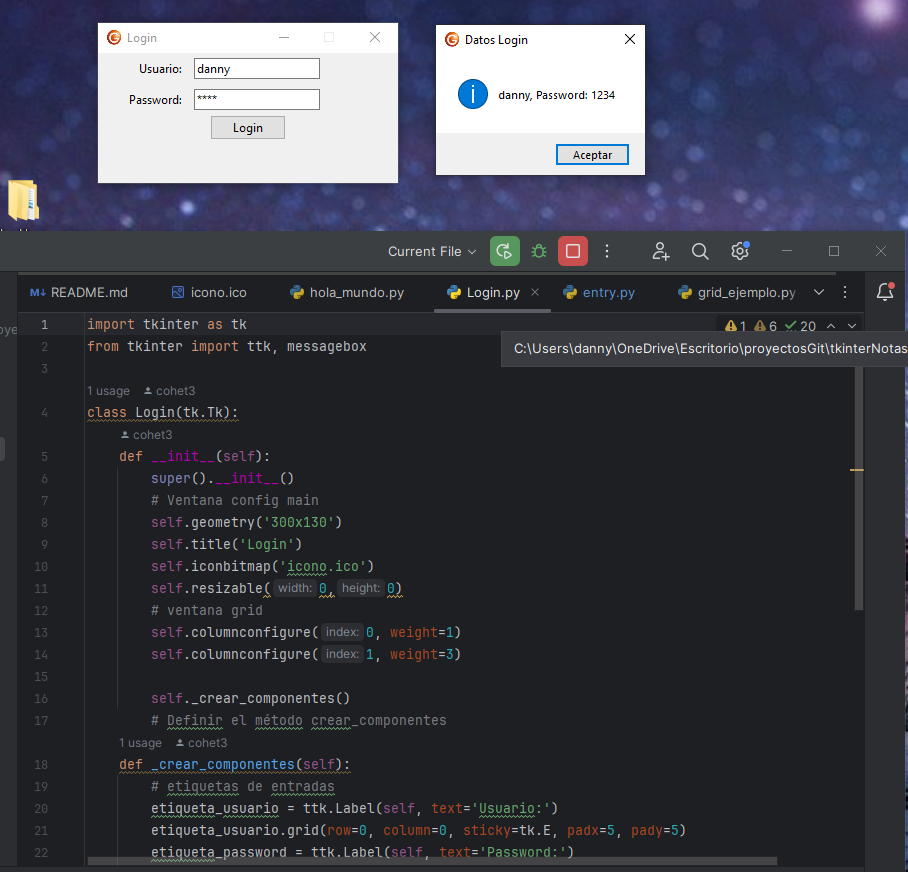 Login
Usuario: danny
Password: ****
Login
Datos Login
danny, Password: 1234
Aceptar
Current File
README.md icono.ico hola_mundo.py Login.py entry.py grid_ejemplo.py
1 6 20
C:\Users\danny\OneDrive\Escritorio\proyectosGit\tkinterNotas
1 import tkinter as tk
2 from tkinter import ttk, messagebox
3
1 usage cohet3
4 class Login(tk.Tk):
cohet3
5 def __init__(self):
6 super().__init__()
7 # Ventana config main
8 self.geometry('300x130')
9 self.title('Login')
10 self.iconbitmap('icono.ico')
11 self.resizable( width: 0, height: 0)
12 # ventana grid
13 self.columnconfigure( index: 0, weight=1)
14 self.columnconfigure( index: 1, weight=3)
15
16 self._crear_componentes()
17 # Definir el método crear_componentes
1 usage cohet3
18 def _crear_componentes(self):
19 # etiquetas de entradas
20 etiqueta_usuario = ttk.Label(self, text='Usuario:')
21 etiqueta_usuario.grid(row=0, column=0, sticky=tk.E, padx=5, pady=5)
22 etiqueta_password = ttk.Label(self, text='Password:')